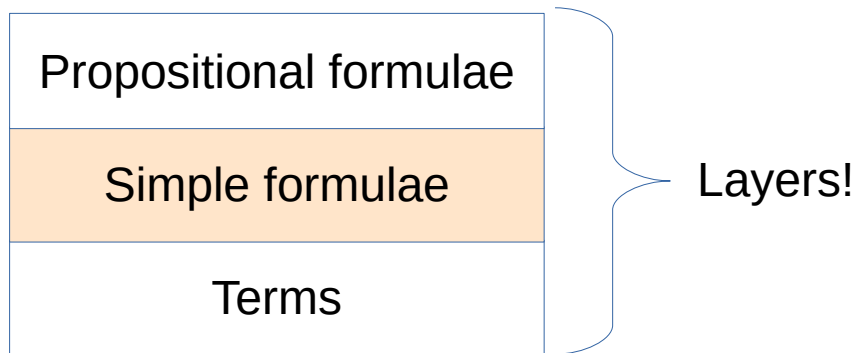 Propositional formulae
Simple formulae
Layers!
Terms